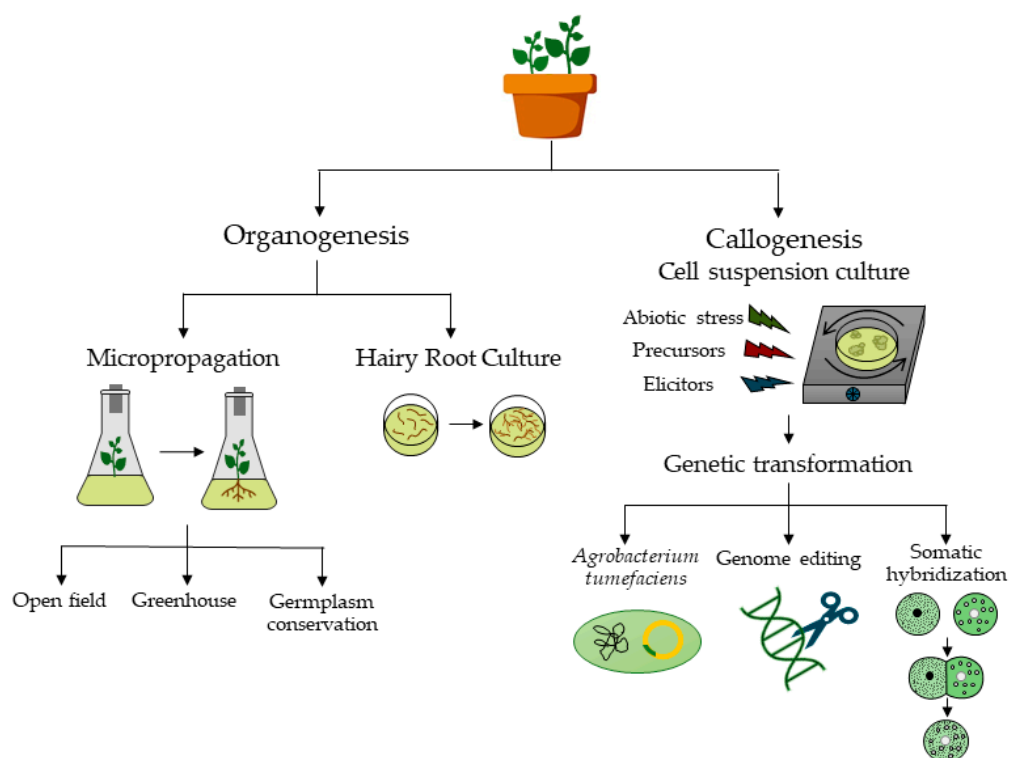 Organogenesis
Callogenesis
Cell suspension culture
Abiotic stress
Precursors
Elicitors
Micropropagation
Hairy Root Culture
Genetic transformation
Open field
Greenhouse
Germplasm
conservation
Agrobacterium
tumefaciens
Genome editing
Somatic
hybridization